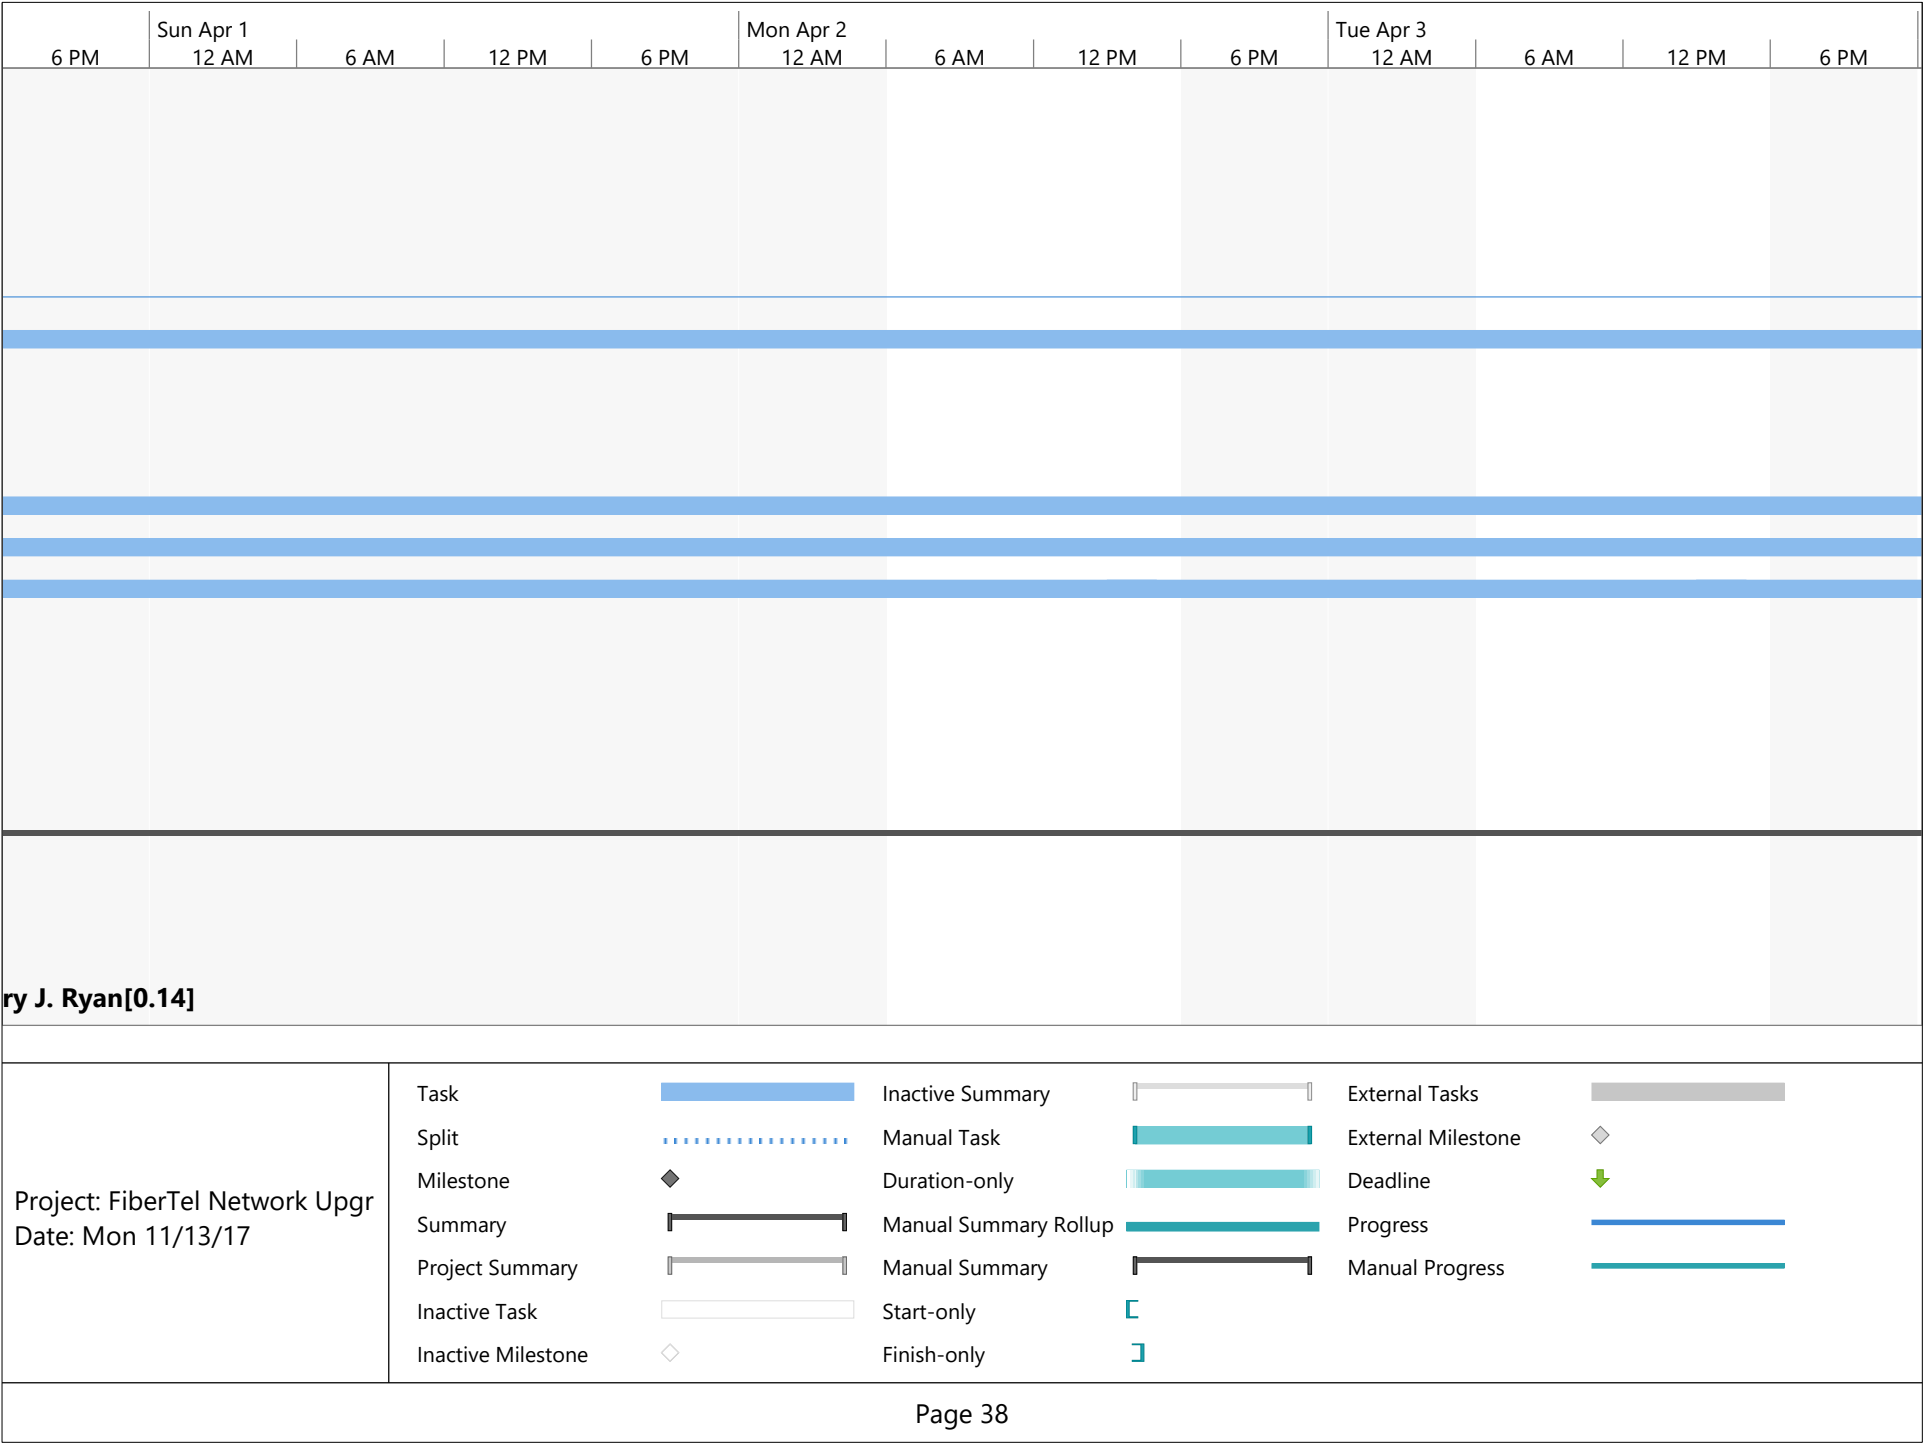 Sun Apr 1 Mon Apr 2 Tue Apr 3
6 PM 12 AM 6 AM 12 PM 6 PM 12 AM 6 AM 12 PM 6 PM 12 AM 6 AM 12 PM 6 PM
ry J. Ryan[0.14]
Project: FiberTel Network Upgr
Date: Mon 11/13/17
Task
Split
Milestone
Summary
Project Summary
Inactive Task
Inactive Milestone
Inactive Summary
Manual Task
Duration-only
Manual Summary Rollup
Manual Summary
Start-only
Finish-only
External Tasks
External Milestone
Deadline
Progress
Manual Progress
Page 38